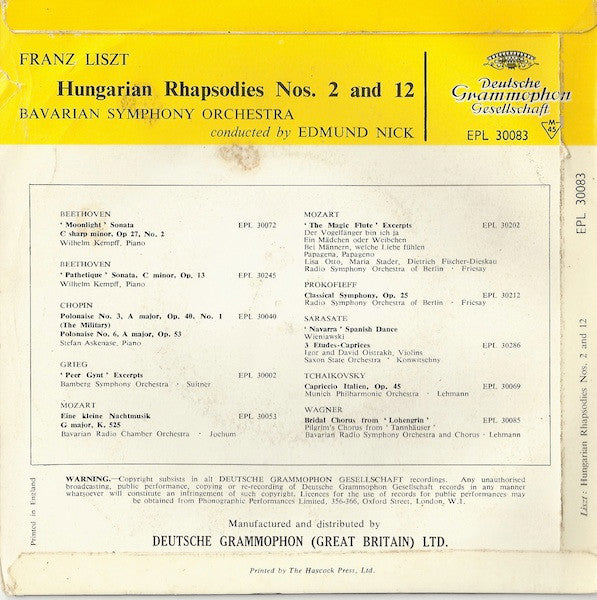 FRANZ LISZT
Hungarian Rhapsodies Nos. 2 and 12
BAVARIAN SYMPHONY ORCHESTRA
conducted by EDMUND NICK
Deutsche
Grammophon
Gesellschaft
EPL 30083
M
45
EPL 30083
Liszt: Hungarian Rhapsodies Nos. 2 and 12
BEETHOVEN
'Moonlight' Sonata EPL 30072
C sharp minor, Op 27, No. 2
Wilhelm Kempff, Piano
BEETHOVEN
'Pathetique' Sonata, C minor, Op. 13 EPL 30245
Wilhelm Kempff, Piano
CHOPIN
Polonaise No. 3, A major, Op. 40, No. 1 EPL 30040
(The Military)
Polonaise No. 6, A major, Op. 53
Stefan Askenase, Piano
GRIEG
'Peer Gynt' Excerpts EPL 30002
Bamberg Symphony Orchestra - Suitner
MOZART
Eine kleine Nachtmusik EPL 30053
G major, K. 525
Bavarian Radio Chamber Orchestra - Jochum
MOZART
'The Magic Flute' Excerpts EPL 30202
Der Vogelfänger bin ich ja
Ein Mädchen oder Weibchen
Bei Männern, welche Liebe fühlen
Papagena, Papageno
Lisa Otto, Maria Stader, Dietrich Fischer-Dieskau
Radio Symphony Orchestra of Berlin - Fricsay
PROKOFIEFF
Classical Symphony, Op. 25 EPL 30212
Radio Symphony Orchestra of Berlin - Fricsay
SARASATE
'Navarra' Spanish Dance
Wieniawski
3 Etudes-Caprices EPL 30286
Igor and David Oistrakh, Violins
Saxon State Orchestra - Konwitschny
TCHAIKOVSKY
Capriccio Italien, Op. 45 EPL 30069
Munich Philharmonic Orchestra - Lehmann
WAGNER
Bridal Chorus from 'Lohengrin' EPL 30085
Pilgrim's Chorus from 'Tannhäuser'
Bavarian Radio Symphony Orchestra and Chorus - Lehmann
WARNING.—Copyright subsists in all DEUTSCHE GRAMMOPHON GESELLSCHAFT recordings. Any unauthorised
broadcasting, public performance, copying or re-recording of Deutsche Grammophon Gesellschaft Records in any manner
whatsoever will constitute an infringement of such copyright. Licences for the use of records for public performances may
be obtained from Phonographic Performances Limited, 356-366, Oxford Street, London, W.1.
Manufactured and distributed by
DEUTSCHE GRAMMOPHON (GREAT BRITAIN) LTD.
Printed by The Haycock Press, Ltd.
Printed in England